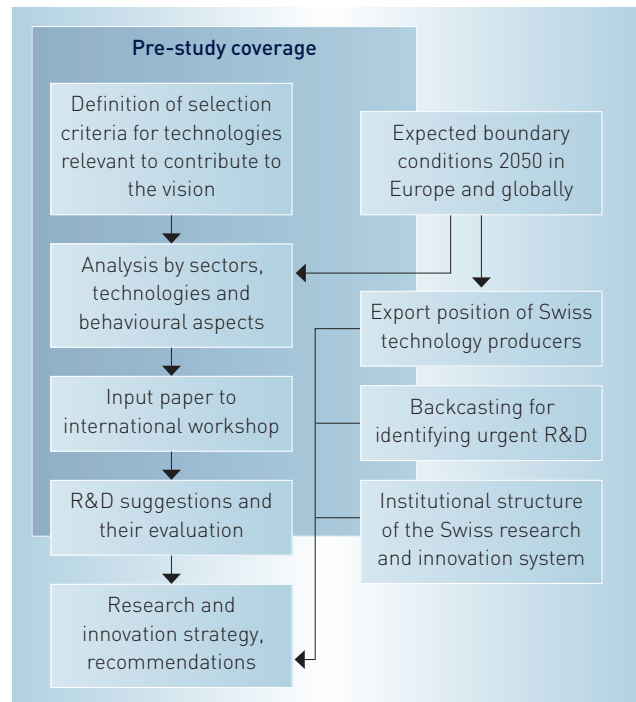 Pre-study coverage
Definition of selection
criteria for technologies
relevant to contribute to
the vision
Expected boundary
conditions 2050 in
Europe and globally
Analysis by sectors,
technologies and
behavioural aspects
Export position of Swiss
technology producers
Input paper to
international workshop
Backcasting for
identifying urgent R&D
R&D suggestions and
their evaluation
Institutional structure
of the Swiss research
and innovation system
Research and
innovation strategy,
recommendations